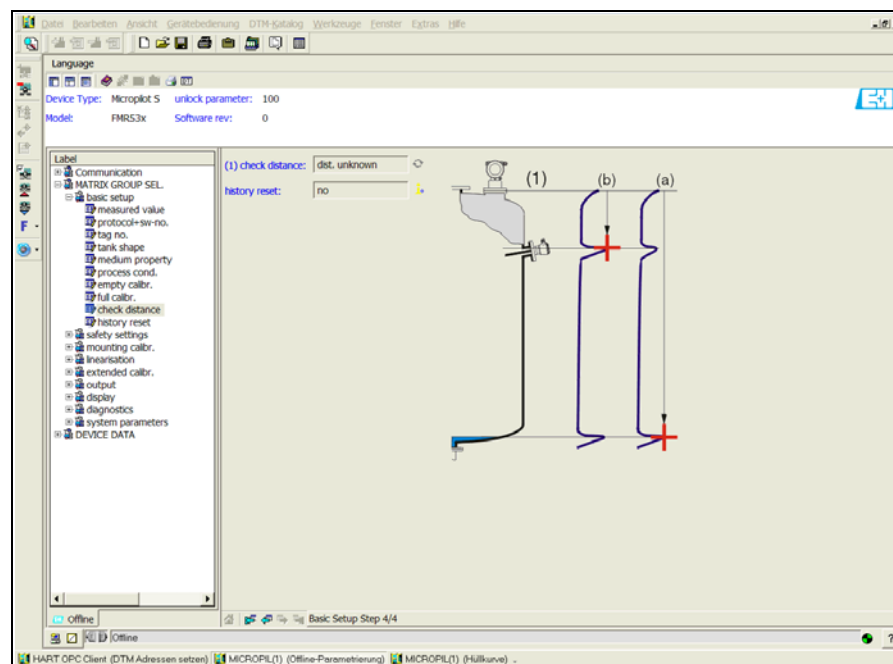 Datei Bearbeiten Ansicht Gerätebedienung DTM-Katalog Werkzeuge Fenster Extras Hilfe
Language
Device Type: Microplot S unlock parameter: 100
Model: FMR53x Software rev: 0
E+H
Label
Communication
MATRIX GROUP SEL.
basic setup
measured value
protocol+sw-no.
tag no.
tank shape
medium property
process cond.
empty calibr.
full calibr.
check distance
history reset
safety settings
mounting calibr.
linearisation
extended calibr.
output
display
diagnostics
system parameters
DEVICE DATA
(1) check distance: dist. unknown
history reset: no
(1) (b) (a)
F
Offline
Basic Setup Step 4/4
Offline
?
HART OPC Client (DTM Adressen setzen) MICROPIL(1) (Offline-Parametrierung) MICROPIL(1) (Hüllkurve)